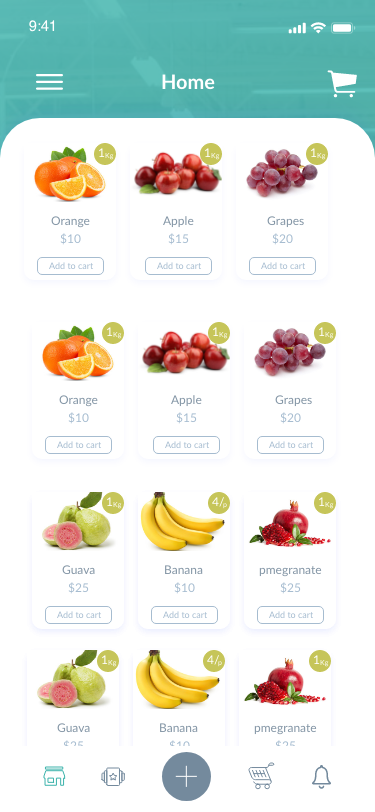 9:41
Home
1Kg 1Kg 1Kg
Orange Apple Grapes
$10 $15 $20
Add to cart Add to cart Add to cart
1Kg 1Kg 1Kg
Orange Apple Grapes
$10 $15 $20
Add to cart Add to cart Add to cart
1Kg 4/p 1Kg
Guava Banana pmegranate
$25 $10 $25
Add to cart Add to cart Add to cart
1Kg 4/p 1Kg
Guava Banana pmegranate
$25 $10 $25